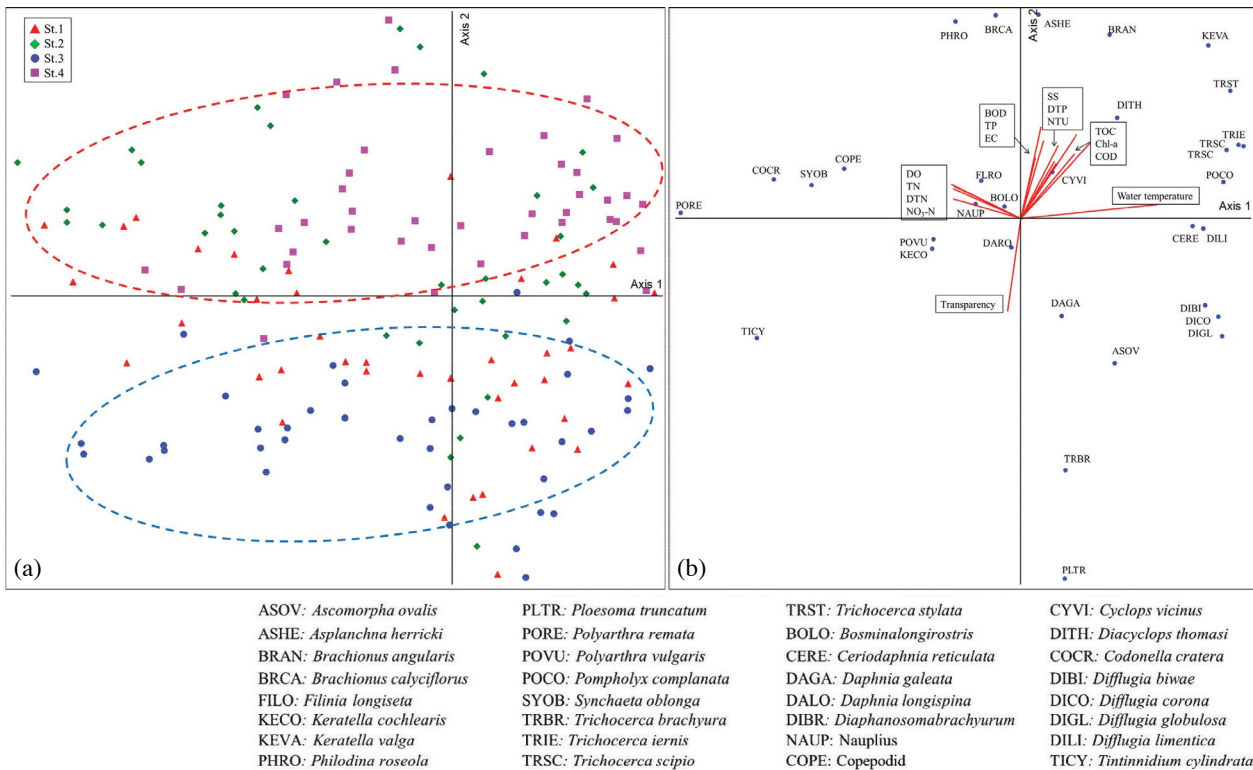 St.1
St.2
St.3
St.4
Axis 2
Axis 1
(a)
Axis 2
PHRO
BRCA
ASHE
BRAN
KEVA
TRST
DITH
BOD
TP
EC
SS
DTP
NTU
TOC
Chl-a
COD
TRIE
TRSC
TRSC
COPE
COCR
SYOB
FLRO
CYVI
POCO
DO
TN
DTN
NO3-N
NAUP
BOLO
Water temperature
PORE
Axis 1
POVU
KECO
DARO
CERE
DILI
Transparency
DAGA
DIBI
DICO
DIGL
TICY
ASOV
TRBR
PLTR
(b)
ASOV: Ascomorpha ovalis
ASHE: Asplanchna herricki
BRAN: Brachionus angularis
BRCA: Brachionus calyciflorus
FILO: Filinia longiseta
KECO: Keratella cochlearis
KEVA: Keratella valga
PHRO: Philodina roseola
PLTR: Ploesoma truncatum
PORE: Polyarthra remata
POVU: Polyarthra vulgaris
POCO: Pompholyx complanata
SYOB: Synchaeta oblonga
TRBR: Trichocerca brachyura
TRIE: Trichocerca iernis
TRSC: Trichocerca scipio
TRST: Trichocerca stylata
BOLO: Bosminalongirostris
CERE: Ceriodaphnia reticulata
DAGA: Daphnia galeata
DALO: Daphnia longispina
DIBR: Diaphanosomabrachyurum
NAUP: Nauplius
COPE: Copepodid
CYVI: Cyclops vicinus
DITH: Diacyclops thomasi
COCR: Codonella cratera
DIBI: Difflugia biwae
DICO: Difflugia corona
DIGL: Difflugia globulosa
DILI: Difflugia limentica
TICY: Tintinnidium cylindrata